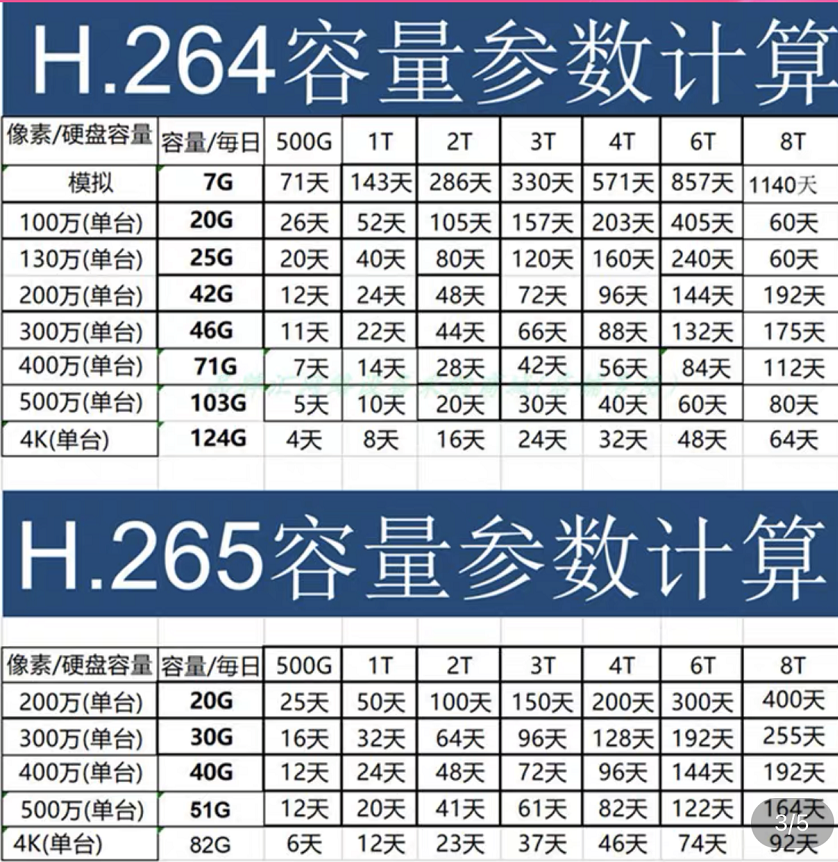 H.264容量参数计算
像素/硬盘容量 容量/每日 500G 1T 2T 3T 4T 6T 8T
模拟 7G 71天 143天 286天 330天 571天 857天 1140天
100万(单台) 20G 26天 52天 105天 157天 203天 405天 60天
130万(单台) 25G 20天 40天 80天 120天 160天 240天 60天
200万(单台) 42G 12天 24天 48天 72天 96天 144天 192天
300万(单台) 46G 11天 22天 44天 66天 88天 132天 175天
400万(单台) 71G 7天 14天 28天 42天 56天 84天 112天
500万(单台) 103G 5天 10天 20天 30天 40天 60天 80天
4K(单台) 124G 4天 8天 16天 24天 32天 48天 64天
H.265容量参数计算
像素/硬盘容量 容量/每日 500G 1T 2T 3T 4T 6T 8T
200万(单台) 20G 25天 50天 100天 150天 200天 300天 400天
300万(单台) 30G 16天 32天 64天 96天 128天 192天 255天
400万(单台) 40G 12天 24天 48天 72天 96天 144天 192天
500万(单台) 51G 12天 20天 41天 61天 82天 122天 164天
3/5
4K(单台) 82G 6天 12天 23天 37天 46天 74天 92天